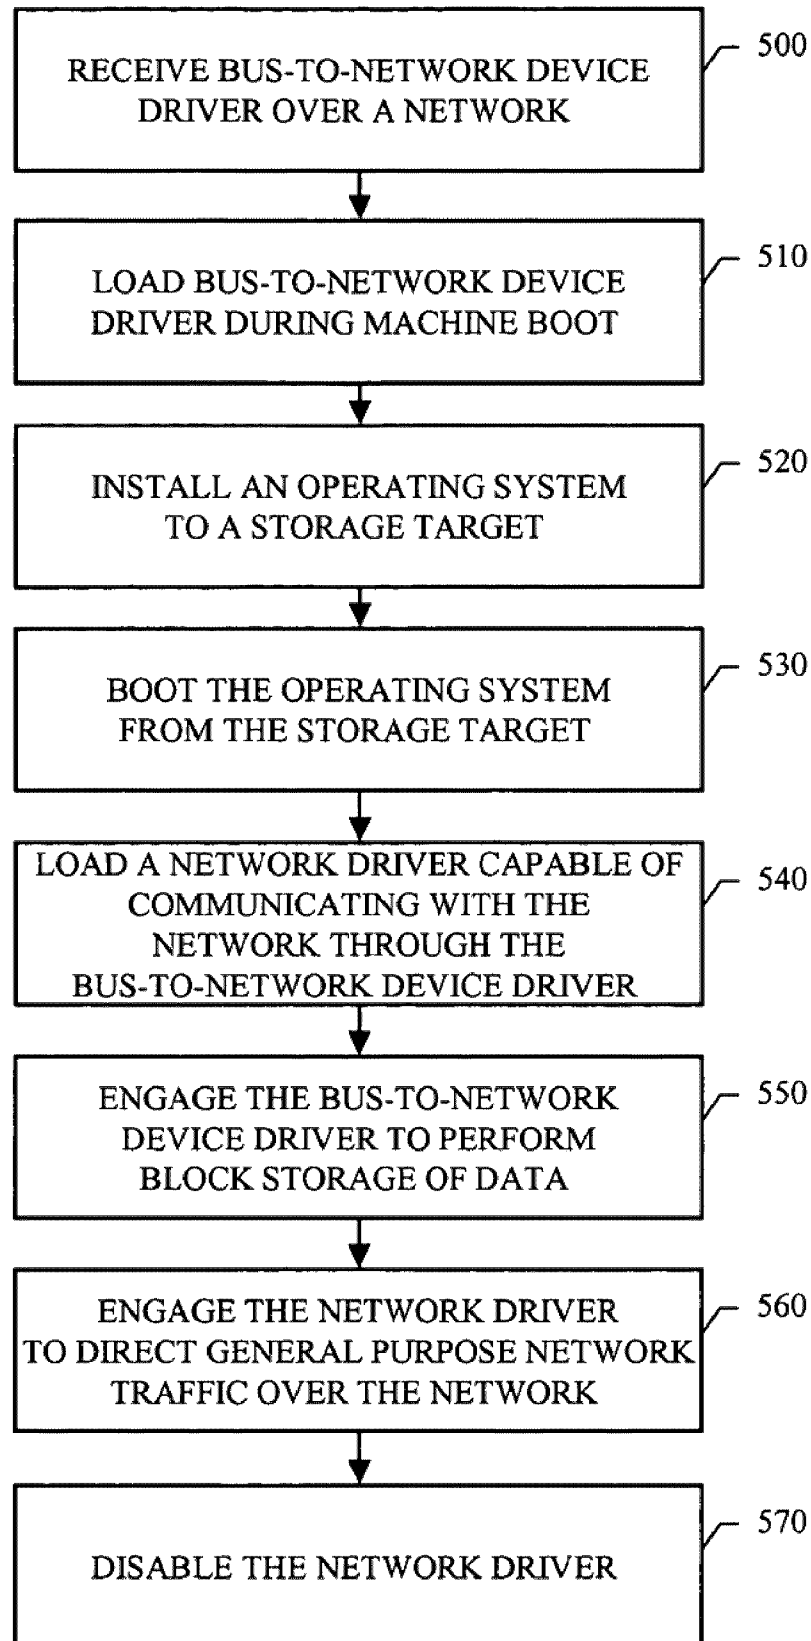 500
RECEIVE BUS-TO-NETWORK DEVICE
DRIVER OVER A NETWORK
510
LOAD BUS-TO-NETWORK DEVICE
DRIVER DURING MACHINE BOOT
520
INSTALL AN OPERATING SYSTEM
TO A STORAGE TARGET
530
BOOT THE OPERATING SYSTEM
FROM THE STORAGE TARGET
540
LOAD A NETWORK DRIVER CAPABLE OF
COMMUNICATING WITH THE
NETWORK THROUGH THE
BUS-TO-NETWORK DEVICE DRIVER
550
ENGAGE THE BUS-TO-NETWORK
DEVICE DRIVER TO PERFORM
BLOCK STORAGE OF DATA
560
ENGAGE THE NETWORK DRIVER
TO DIRECT GENERAL PURPOSE NETWORK
TRAFFIC OVER THE NETWORK
570
DISABLE THE NETWORK DRIVER